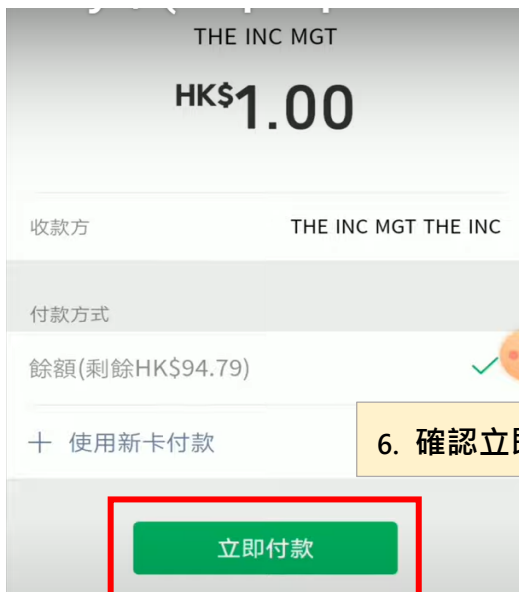 THE INC MGT
HK$1.00
收款方
THE INC MGT THE INC
付款方式
餘額(剩餘HK$94.79)
使用新卡付款
6. 確認立
立即付款